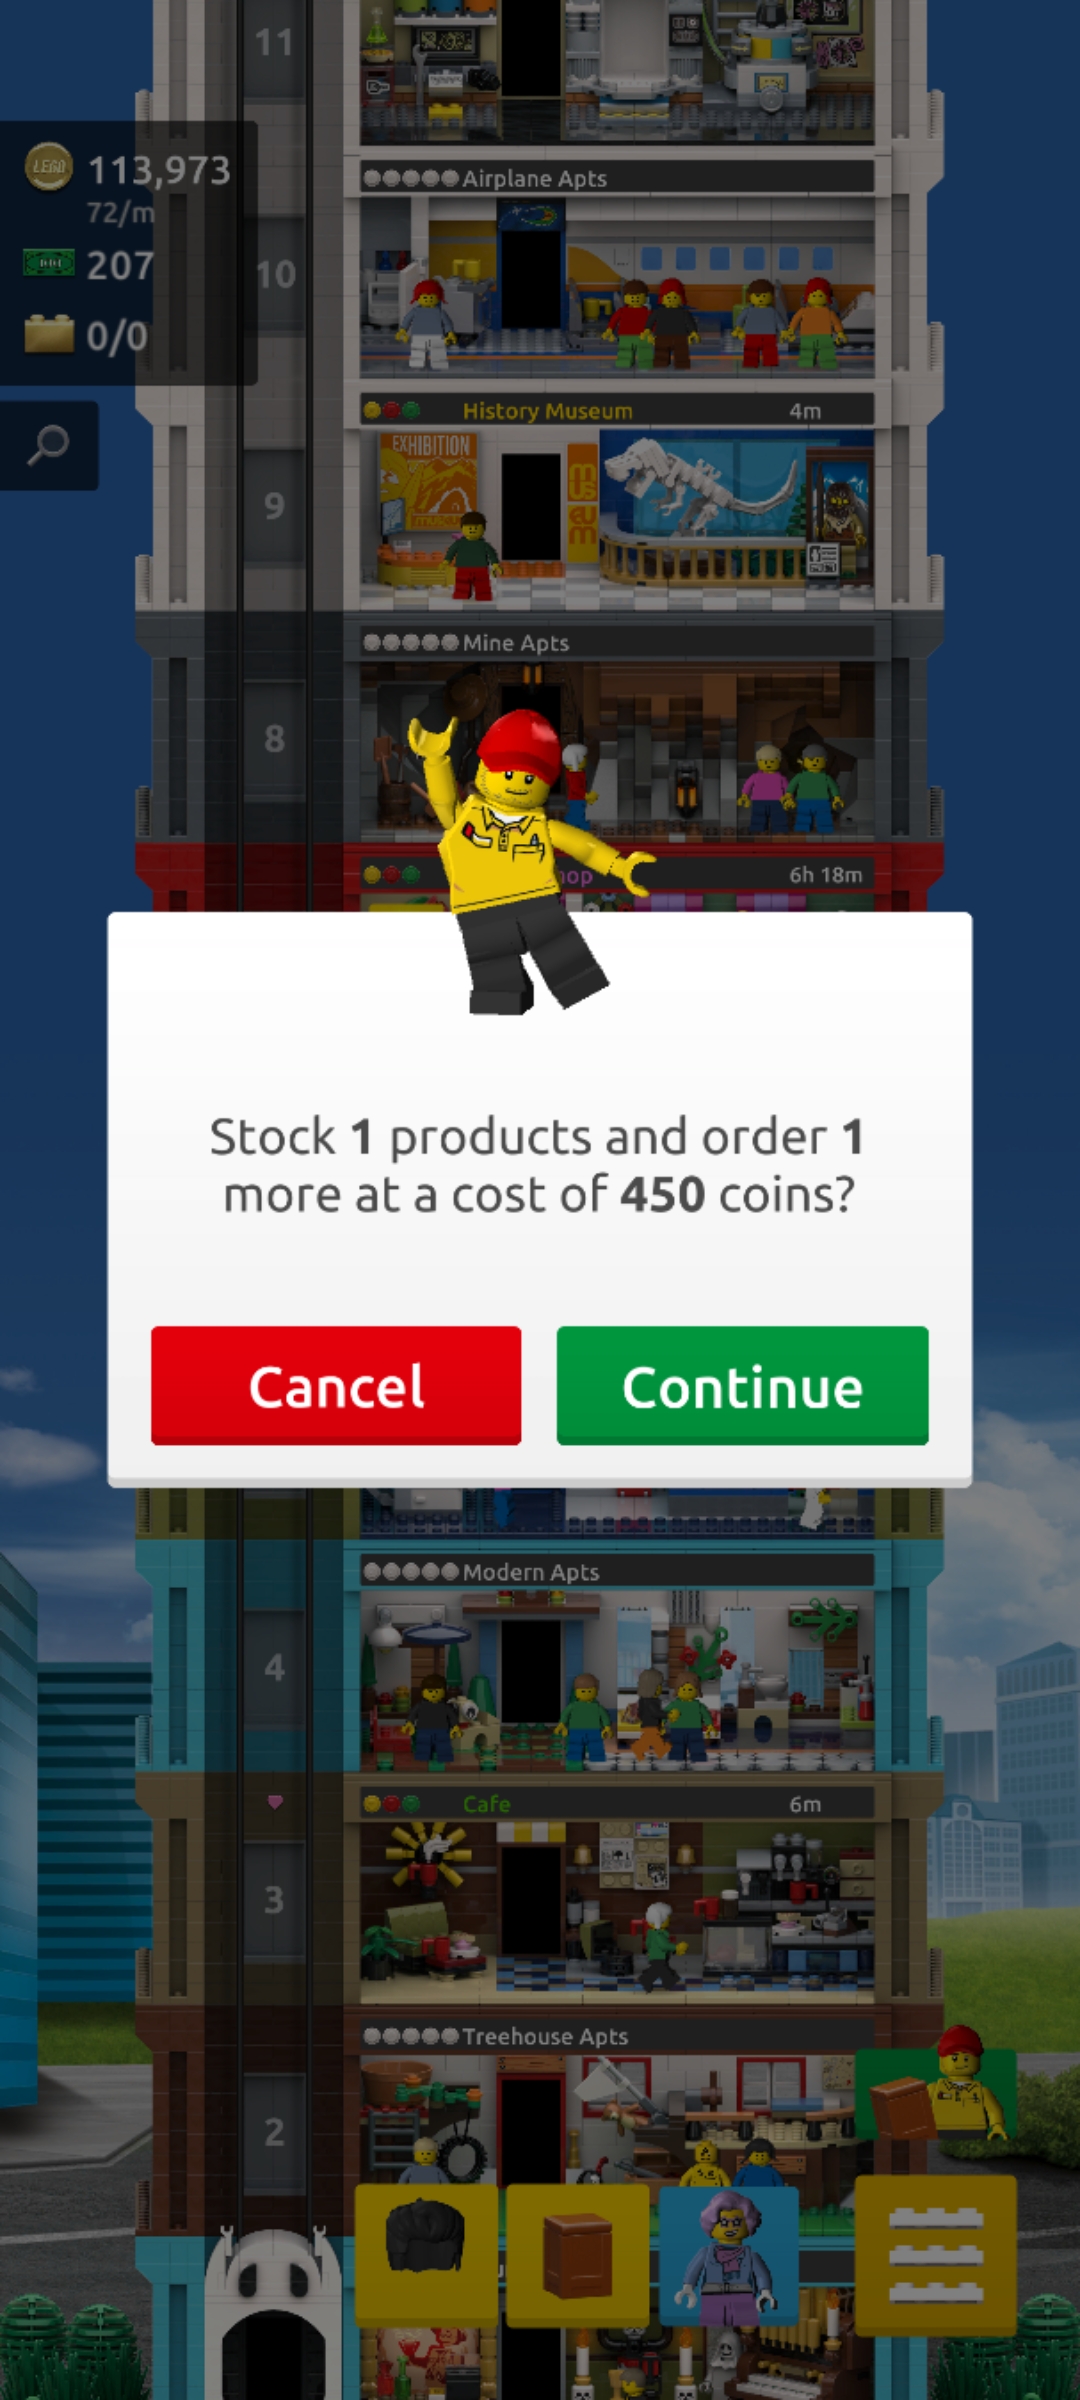 11
LEGO 113,973
72/m
207
0/0
Airplane Apts
10
History Museum 4m
EXHIBITION
9
Mine Apts
8
hop 6h 18m
Stock 1 products and order 1
more at a cost of 450 coins?
Cancel Continue
Modern Apts
4
Cafe 6m
3
Treehouse Apts
2